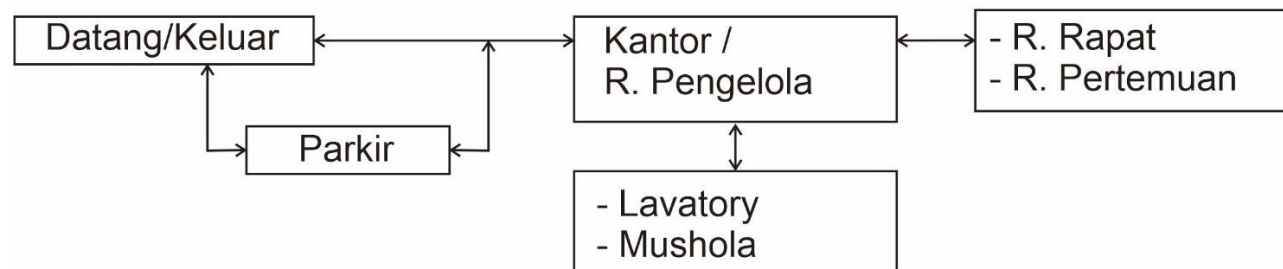 Datang/Keluar
Parkir
Kantor /
R. Pengelola
- R. Rapat
- R. Pertemuan
- Lavatory
- Mushola